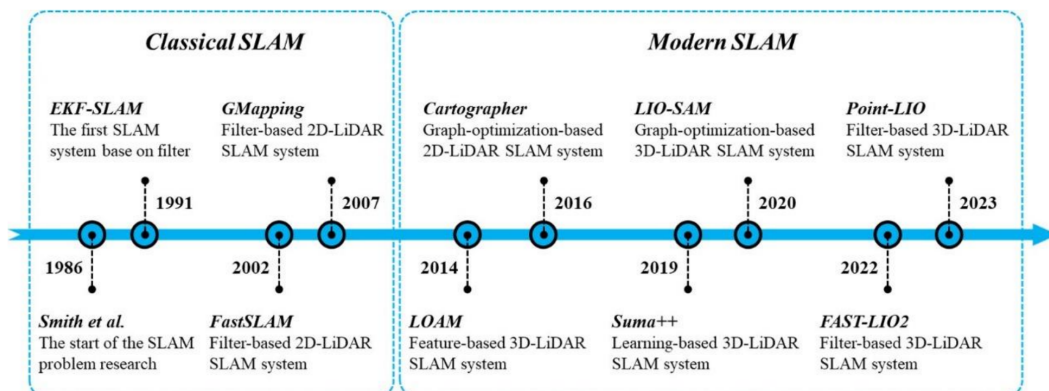 Classical SLAM
Modern SLAM
EKF-SLAM
The first SLAM
system base on filter
GMapping
Filter-based 2D-LiDAR
SLAM system
Cartographer
Graph-optimization-based
2D-LiDAR SLAM system
LIO-SAM
Graph-optimization-based
3D-LiDAR SLAM system
Point-LIO
Filter-based 3D-LiDAR
SLAM system
1991
2007
2016
2020
2023
1986
2002
2014
2019
2022
Smith et al.
The start of the SLAM
problem research
FastSLAM
Filter-based 2D-LiDAR
SLAM system
LOAM
Feature-based 3D-LiDAR
SLAM system
Suma++
Learning-based 3D-LiDAR
SLAM system
FAST-LIO2
Filter-based 3D-LiDAR
SLAM system